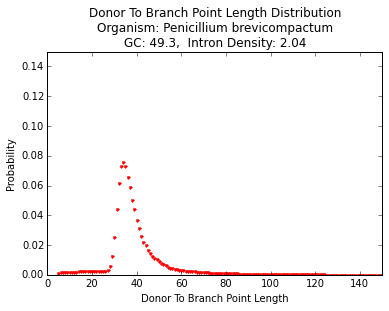 Donor To Branch Point Length Distribution
Organism: Penicillium brevicompactum
GC: 49.3,  Intron Density: 2.04
0.14
0.12
0.10
0.08
0.06
0.04
0.02
0.00
Probability
0 20 40 60 80 100 120 140
Donor To Branch Point Length